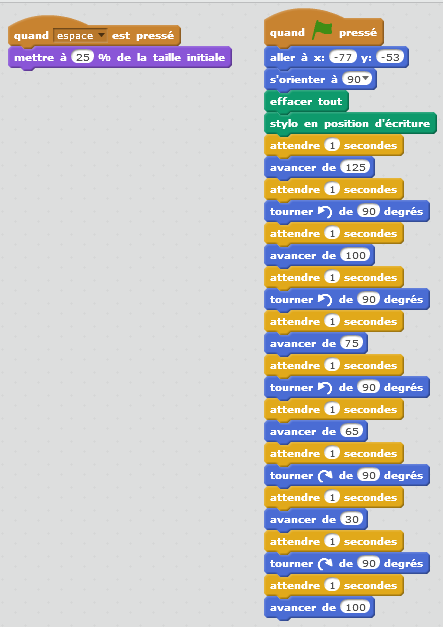 quand espace est pressé
mettre à 25 % de la taille initiale
quand pressé
aller à x: -77 y: -53
s'orienter à 90
effacer tout
stylo en position d'écriture
attendre 1 secondes
avancer de 125
attendre 1 secondes
tourner de 90 degrés
attendre 1 secondes
avancer de 100
attendre 1 secondes
tourner de 90 degrés
attendre 1 secondes
avancer de 75
attendre 1 secondes
tourner de 90 degrés
attendre 1 secondes
avancer de 65
attendre 1 secondes
tourner de 90 degrés
attendre 1 secondes
avancer de 30
attendre 1 secondes
tourner de 90 degrés
attendre 1 secondes
avancer de 100